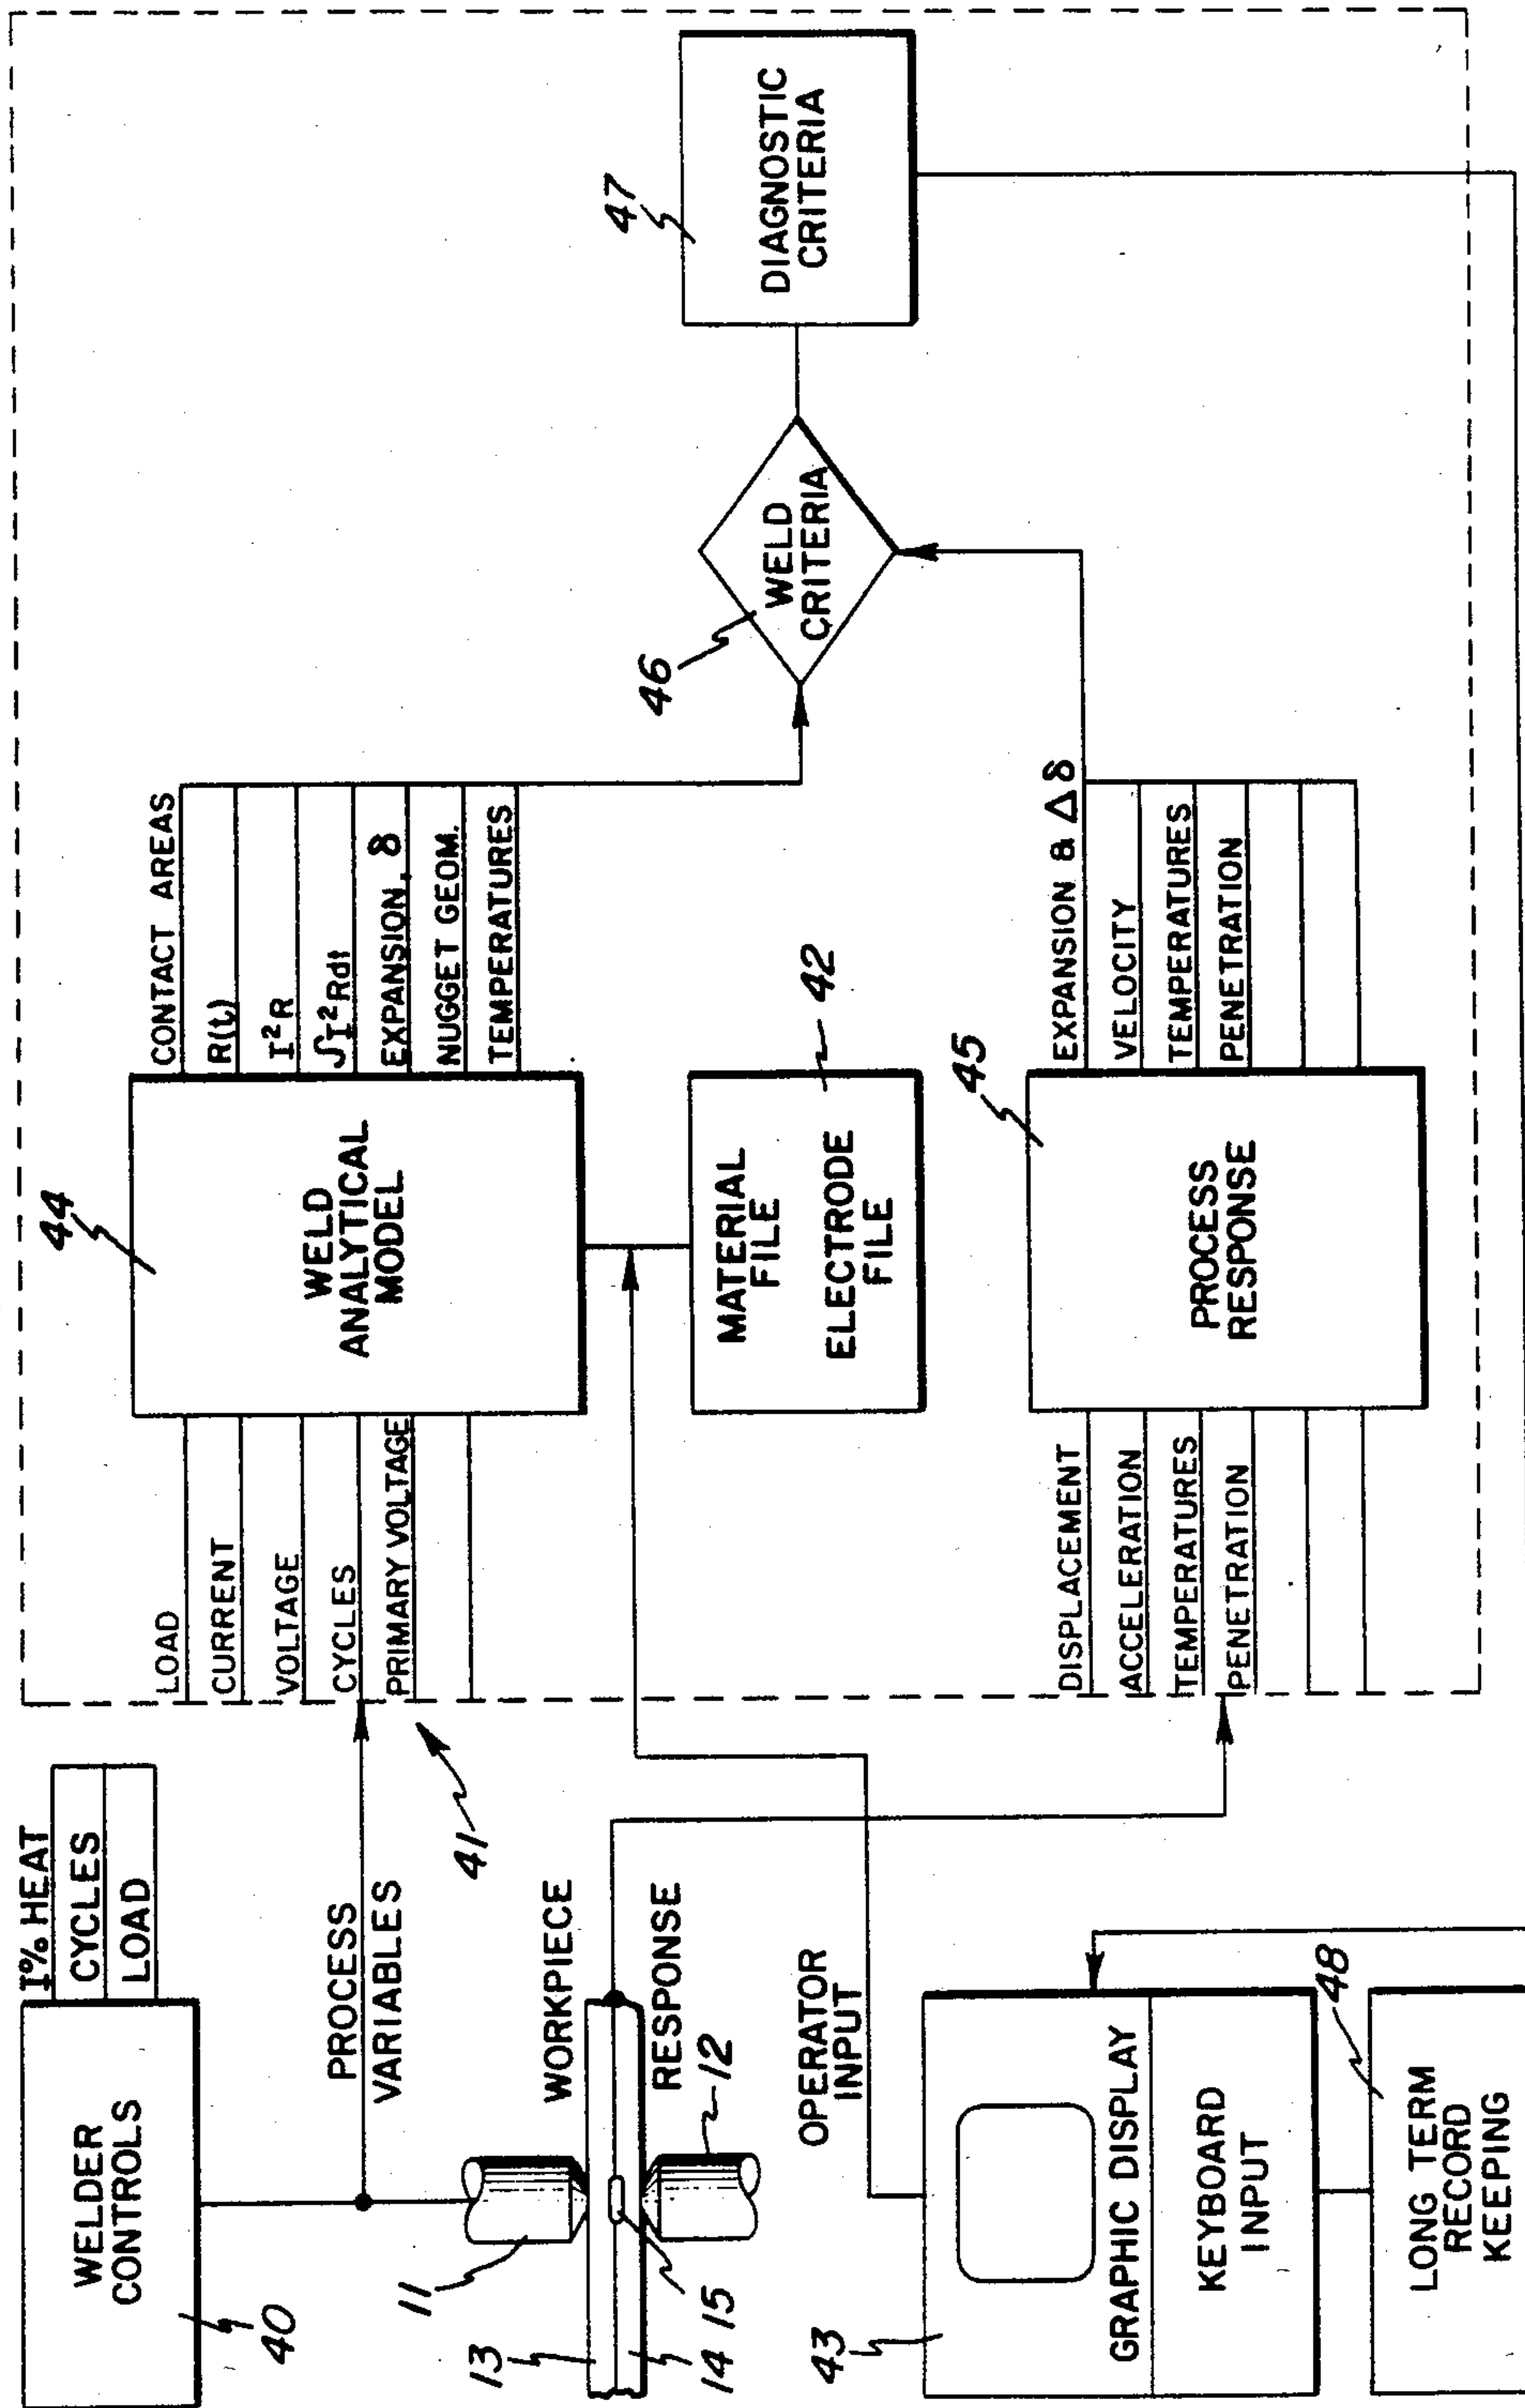 I% HEAT
CYCLES
LOAD
WELDER
CONTROLS
40
PROCESS
VARIABLES
41
WORKPIECE
RESPONSE
11
12
13
14
15
OPERATOR
INPUT
43
GRAPHIC DISPLAY
KEYBOARD
INPUT
48
LONG TERM
RECORD
KEEPING
LOAD
CURRENT
VOLTAGE
CYCLES
PRIMARY VOLTAGE
44
WELD
ANALYTICAL
MODEL
CONTACT AREAS
R(t)
I²R
∫I²Rdt
EXPANSION, δ
NUGGET GEOM.
TEMPERATURES
MATERIAL
FILE
ELECTRODE
FILE
42
DISPLACEMENT
ACCELERATION
TEMPERATURES
PENETRATION
45
PROCESS
RESPONSE
EXPANSION & Δδ
VELOCITY
TEMPERATURES
PENETRATION
46
WELD
CRITERIA
47
DIAGNOSTIC
CRITERIA